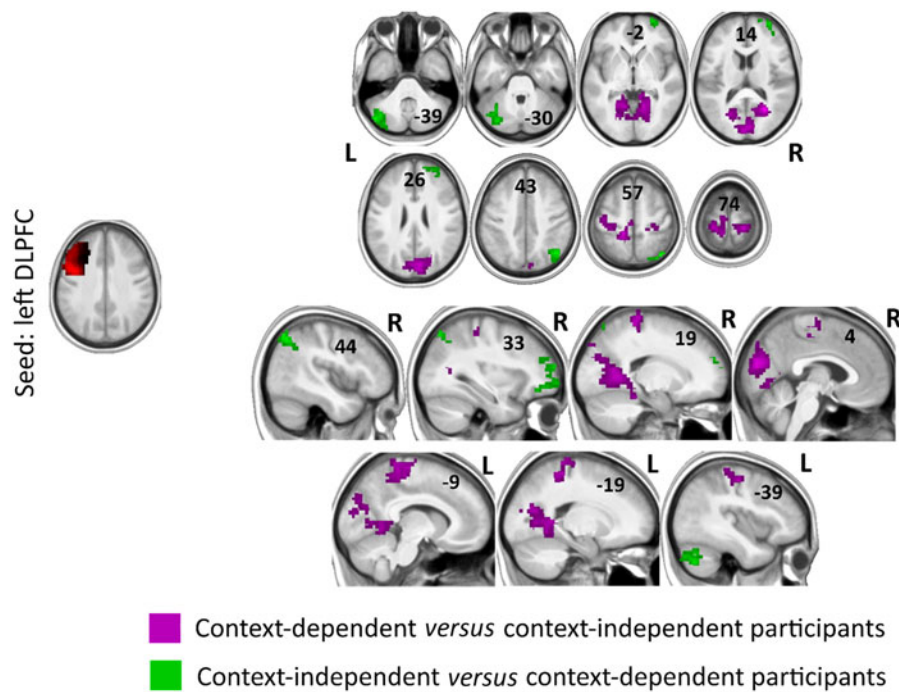 -39
-30
-2
14
L
R
26
43
57
74
Seed: left DLPFC
R
R
R
R
44
33
19
4
L
L
L
-9
-19
-39
Context-dependent versus context-independent participants
Context-independent versus context-dependent participants